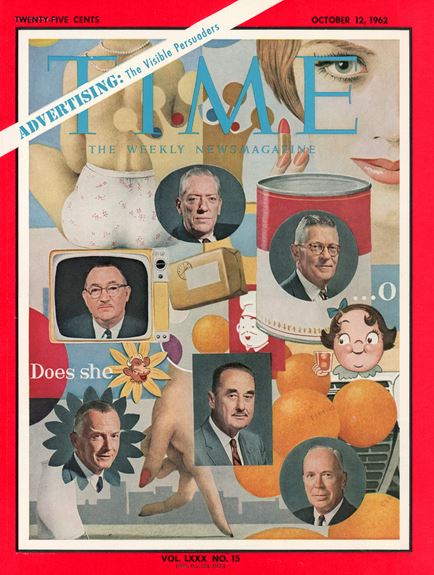 TWENTY-FIVE CENTS
OCTOBER 12, 1962
ADVERTISING: The Visible Persuaders
TIME
THE WEEKLY NEWSMAGAZINE
...o
Does she
VOL. LXXX NO. 15